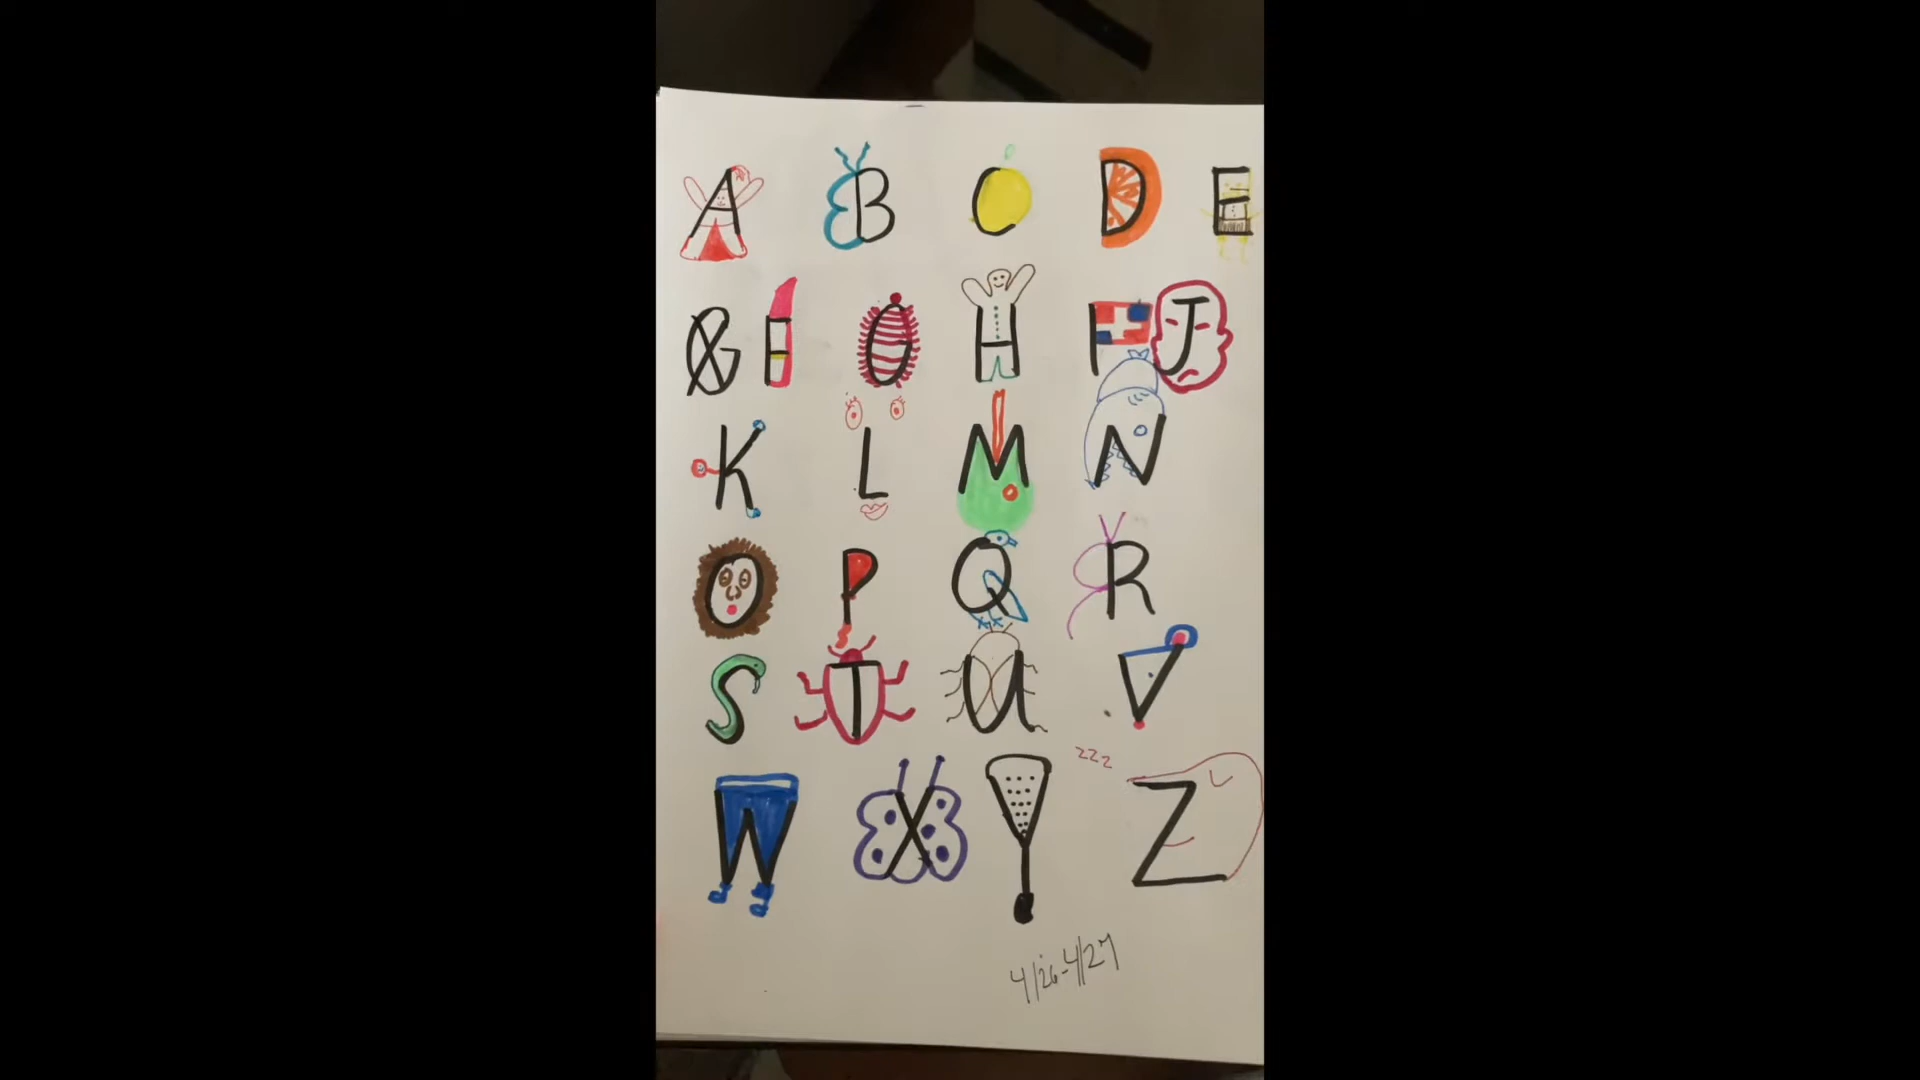 A B C D E
G F G H I J
K L M N
O P Q R
S T U V
zzz
W X Y Z
4/26-4/27